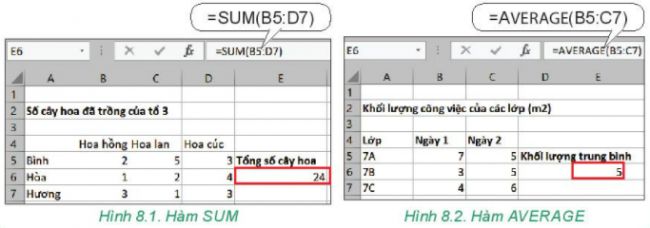 =SUM(B5:D7)
E6 fx =SUM(B5:D7)
A B C D E
1
2 Số cây hoa đã trồng của tổ 3
3
4 Hoa hồng Hoa lan Hoa cúc
5 Bình 2 5 3 Tổng số cây hoa
6 Hòa 1 2 4 24
7 Hương 3 1 3
Hình 8.1. Hàm SUM
=AVERAGE(B5:C7)
E6 fx =AVERAGE(B5:C7)
A B C D E
1
2 Khối lượng công việc của các lớp (m2)
3
4 Lớp Ngày 1 Ngày 2
5 7A 7 5 Khối lượng trung bình
6 7B 3 5 5
7 7C 4 6
Hình 8.2. Hàm AVERAGE